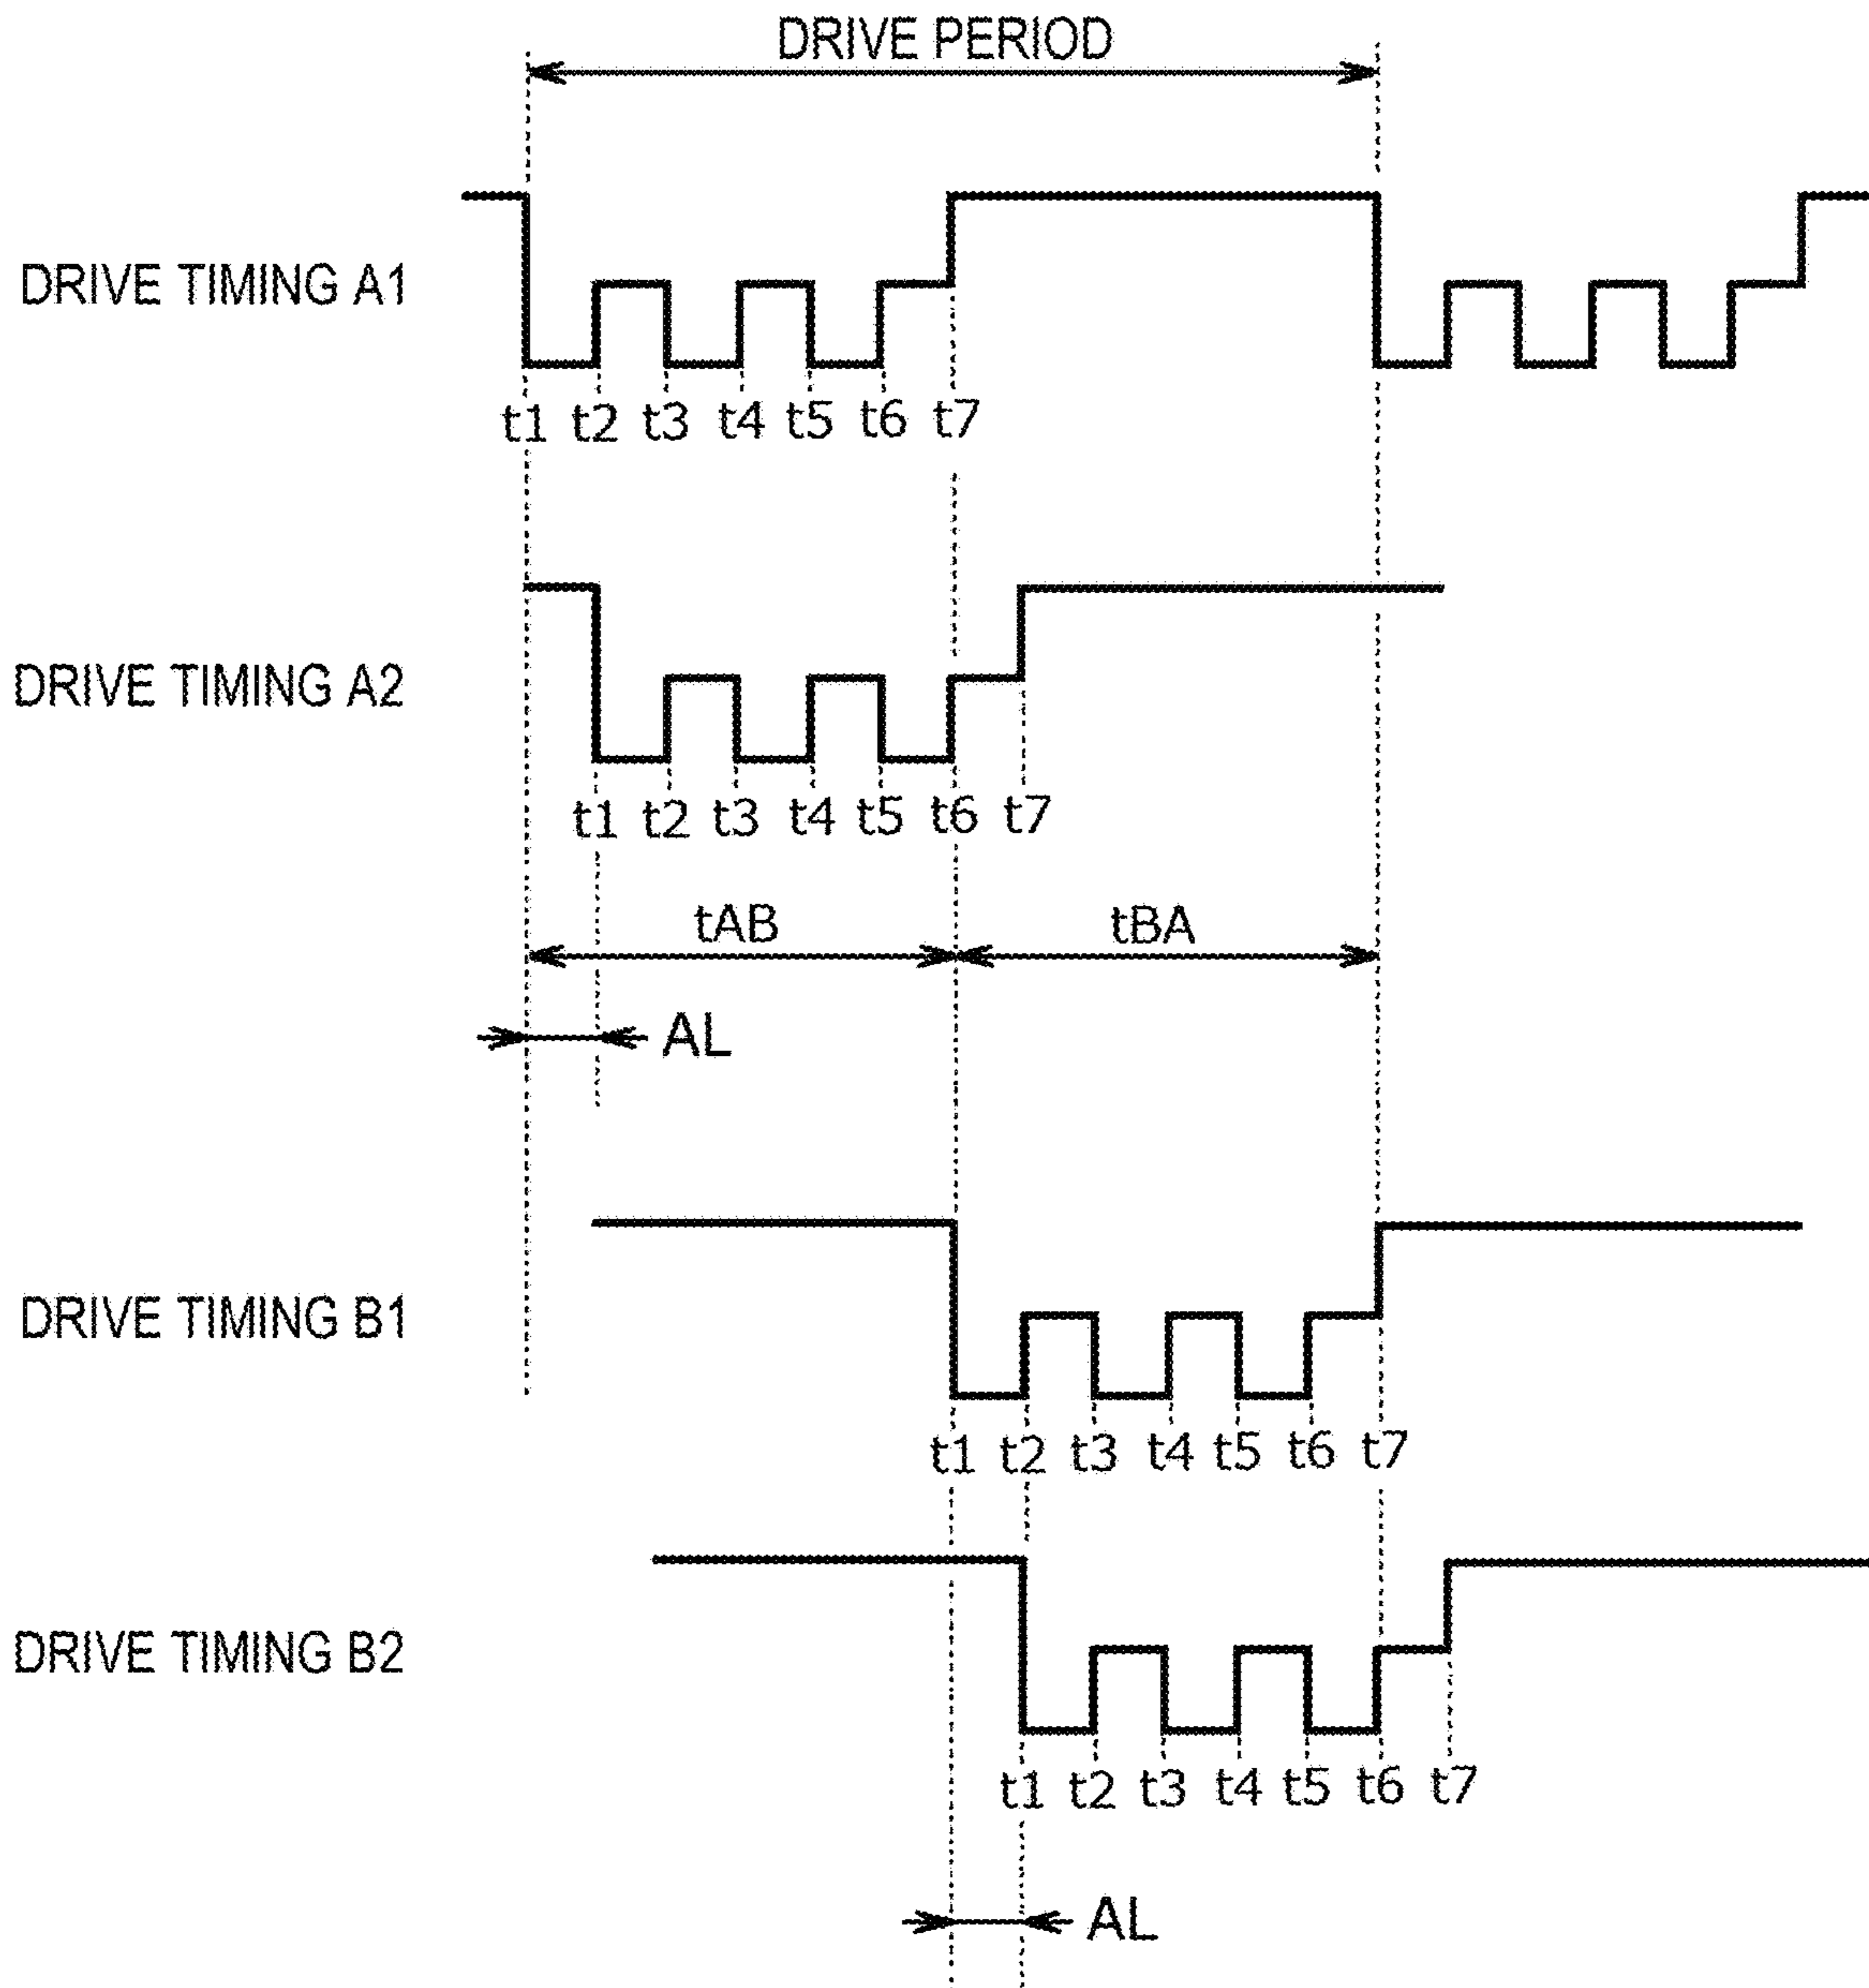 DRIVE PERIOD
DRIVE TIMING A1
t1 t2 t3 t4 t5 t6 t7
DRIVE TIMING A2
t1 t2 t3 t4 t5 t6 t7
tAB tBA
AL
DRIVE TIMING B1
t1 t2 t3 t4 t5 t6 t7
DRIVE TIMING B2
t1 t2 t3 t4 t5 t6 t7
AL